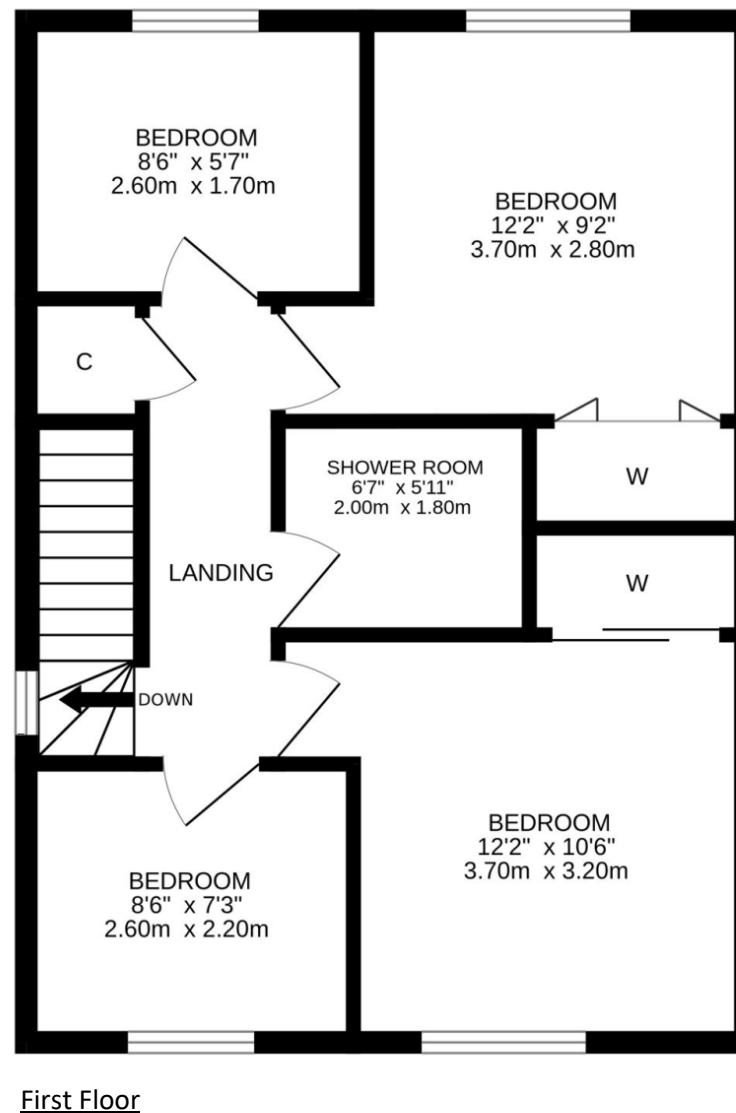 BEDROOM
8'6" x 5'7"
2.60m x 1.70m
BEDROOM
12'2" x 9'2"
3.70m x 2.80m
C
SHOWER ROOM
6'7" x 5'11"
2.00m x 1.80m
W
W
LANDING
DOWN
BEDROOM
12'2" x 10'6"
3.70m x 3.20m
BEDROOM
8'6" x 7'3"
2.60m x 2.20m
First Floor